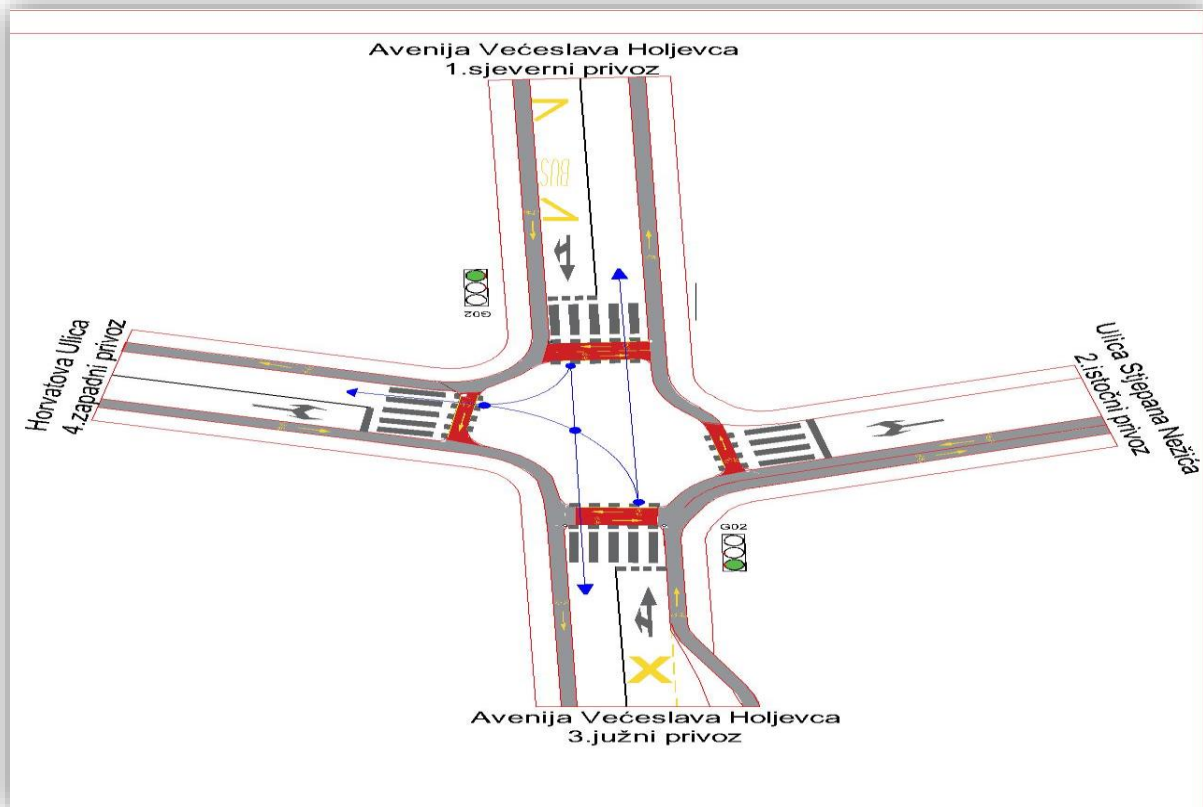 Avenija Većeslava Holjevca
1.sjeverni privoz
BUS
G02
Horvatova Ulica
4.zapadni privoz
Ulica Stjepana Nežića
2.istočni privoz
G02
Avenija Većeslava Holjevca
3.južni privoz